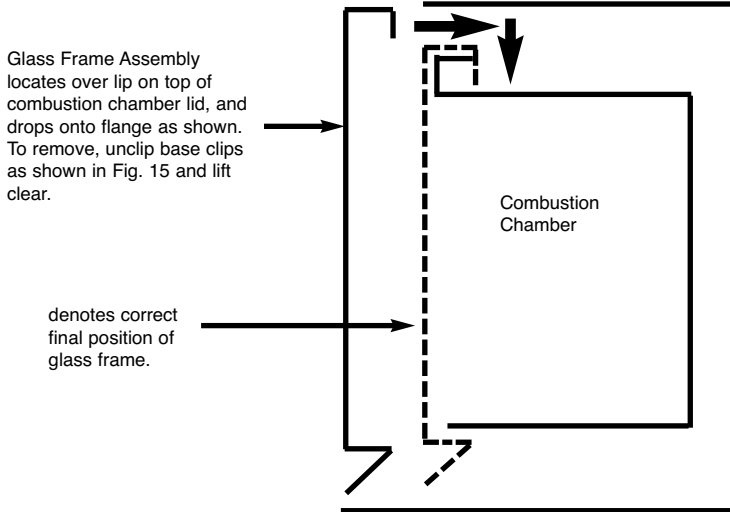 Glass Frame Assembly
locates over lip on top of
combustion chamber lid, and
drops onto flange as shown.
To remove, unclip base clips
as shown in Fig. 15 and lift
clear.
Combustion
Chamber
denotes correct
final position of
glass frame.